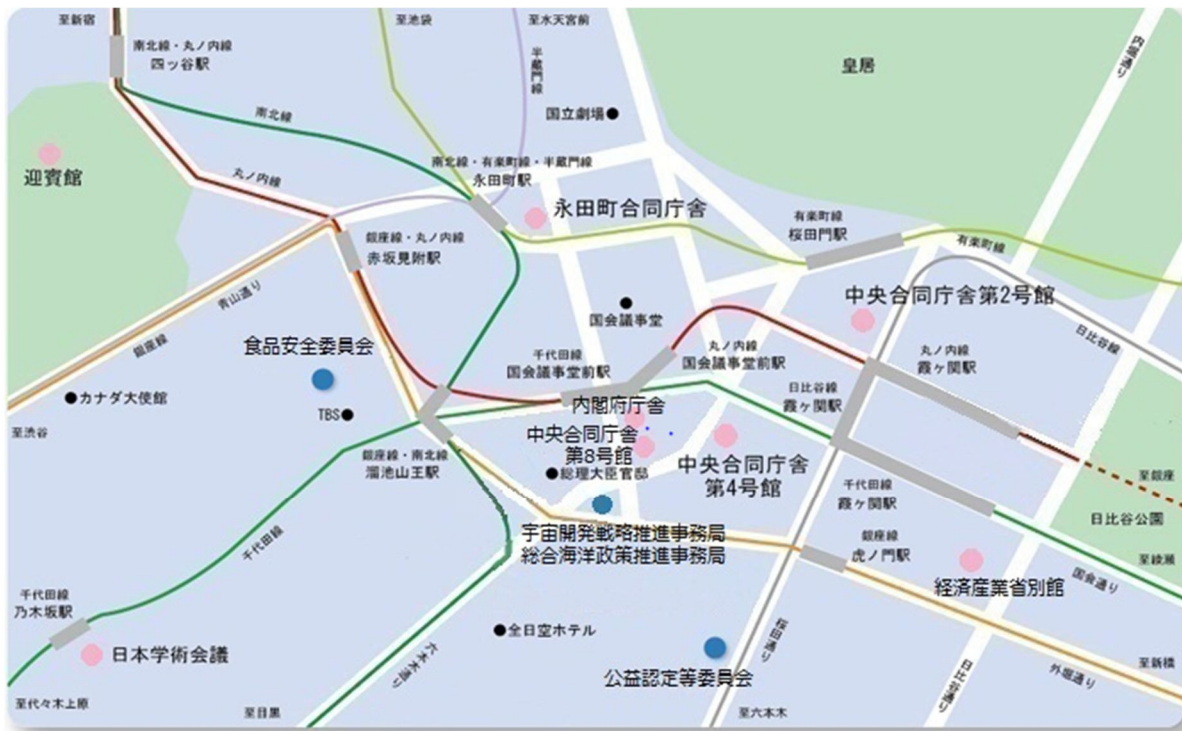 至新宿
至池袋
至水天宮前
南北線・丸ノ内線
四ツ谷駅
半蔵門線
内堀通り
皇居
南北線
国立劇場●
迎賓館
丸ノ内線
南北線・有楽町線・半蔵門線
永田町駅
永田町合同庁舎
有楽町線
桜田門駅
有楽町線
銀座線・丸ノ内線
赤坂見附駅
青山通り
銀座線
中央合同庁舎第2号館
国会議事堂
日比谷線
食品安全委員会
千代田線
国会議事堂前駅
丸ノ内線
国会議事堂前駅
丸ノ内線
霞ヶ関駅
日比谷線
霞ヶ関駅
●カナダ大使館
TBS●
至渋谷
内閣府庁舎
中央合同庁舎
第8号館
銀座線・南北線
溜池山王駅
●総理大臣官邸
中央合同庁舎
第4号館
至銀座
千代田線
霞ヶ関駅
日比谷公園
宇宙開発戦略推進事務局
総合海洋政策推進事務局
銀座線
虎ノ門駅
至綾瀬
千代田線
国会通り
経済産業省別館
千代田線
乃木坂駅
日本学術会議
●全日空ホテル
六本木通り
桜田通り
公益認定等委員会
日比谷通り
外堀通り
至新橋
至代々木上原
至目黒
至六本木